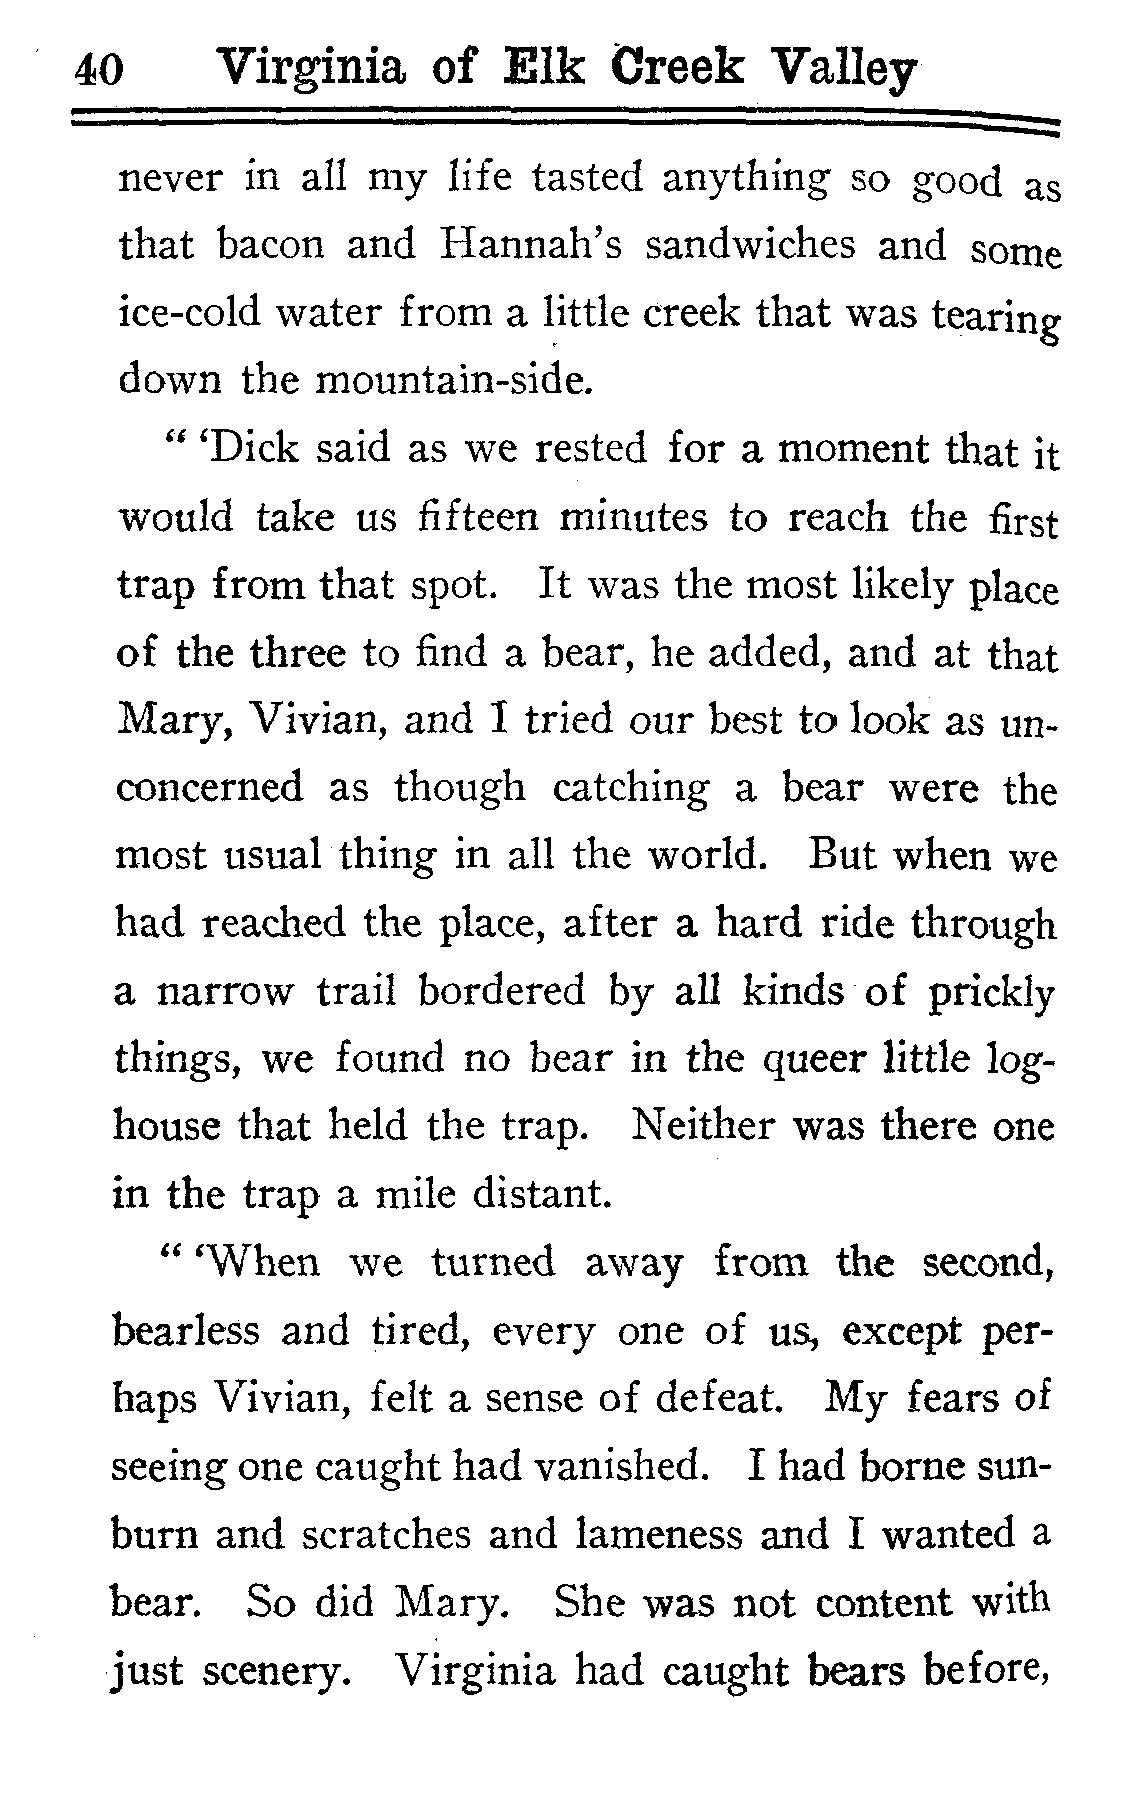 40 Virginia of Elk Creek Valley
never in all my life tasted anything so good as
that bacon and Hannah's sandwiches and some
ice-cold water from a little creek that was tearing
down the mountain-side.
" 'Dick said as we rested for a moment that it
would take us fifteen minutes to reach the first
trap from that spot. It was the most likely place
of the three to find a bear, he added, and at that
Mary, Vivian, and I tried our best to look as un-
concerned as though catching a bear were the
most usual thing in all the world. But when we
had reached the place, after a hard ride through
a narrow trail bordered by all kinds of prickly
things, we found no bear in the queer little log-
house that held the trap. Neither was there one
in the trap a mile distant.
" 'When we turned away from the second,
bearless and tired, every one of us, except per-
haps Vivian, felt a sense of defeat. My fears of
seeing one caught had vanished. I had borne sun-
burn and scratches and lameness and I wanted a
bear. So did Mary. She was not content with
just scenery. Virginia had caught bears before,